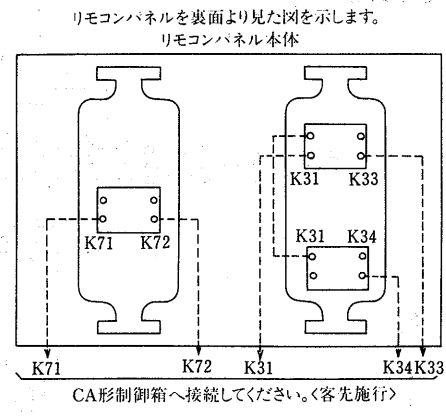 リモコンパネルを裏面より見た図を示します。
リモコンパネル本体
K31 K33
K71 K72
K31 K34
K71 K72 K31 K34 K33
CA形制御箱へ接続してください。〈客先施行〉